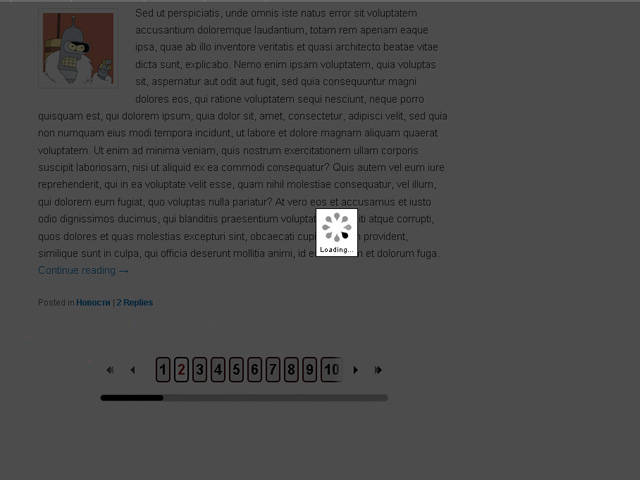 Sed ut perspiciatis, unde omnis iste natus error sit voluptatem
accusantium doloremque laudantium, totam rem aperiam eaque
ipsa, quae ab illo inventore veritatis et quasi architecto beatae vitae
dicta sunt, explicabo. Nemo enim ipsam voluptatem, quia voluptas
sit, aspernatur aut odit aut fugit, sed quia consequuntur magni
dolores eos, qui ratione voluptatem sequi nesciunt, neque porro
quisquam est, qui dolorem ipsum, quia dolor sit, amet, consectetur, adipisci velit, sed quia
non numquam eius modi tempora incidunt, ut labore et dolore magnam aliquam quaerat
voluptatem. Ut enim ad minima veniam, quis nostrum exercitationem ullam corporis
suscipit laboriosam, nisi ut aliquid ex ea commodi consequatur? Quis autem vel eum iure
reprehenderit, qui in ea voluptate velit esse, quam nihil molestiae consequatur, vel illum,
qui dolorem eum fugiat, quo voluptas nulla pariatur? At vero eos et accusamus et iusto
odio dignissimos ducimus, qui blanditiis praesentium atque corrupti,
quos dolores et quas molestias excepturi sint, obcaecati provident,
similique sunt in culpa, qui officia deserunt mollitia animi, id et dolorum fuga.
Continue reading →
Loading...
Posted in Новости | 2 Replies
1 2 3 4 5 6 7 8 9 10